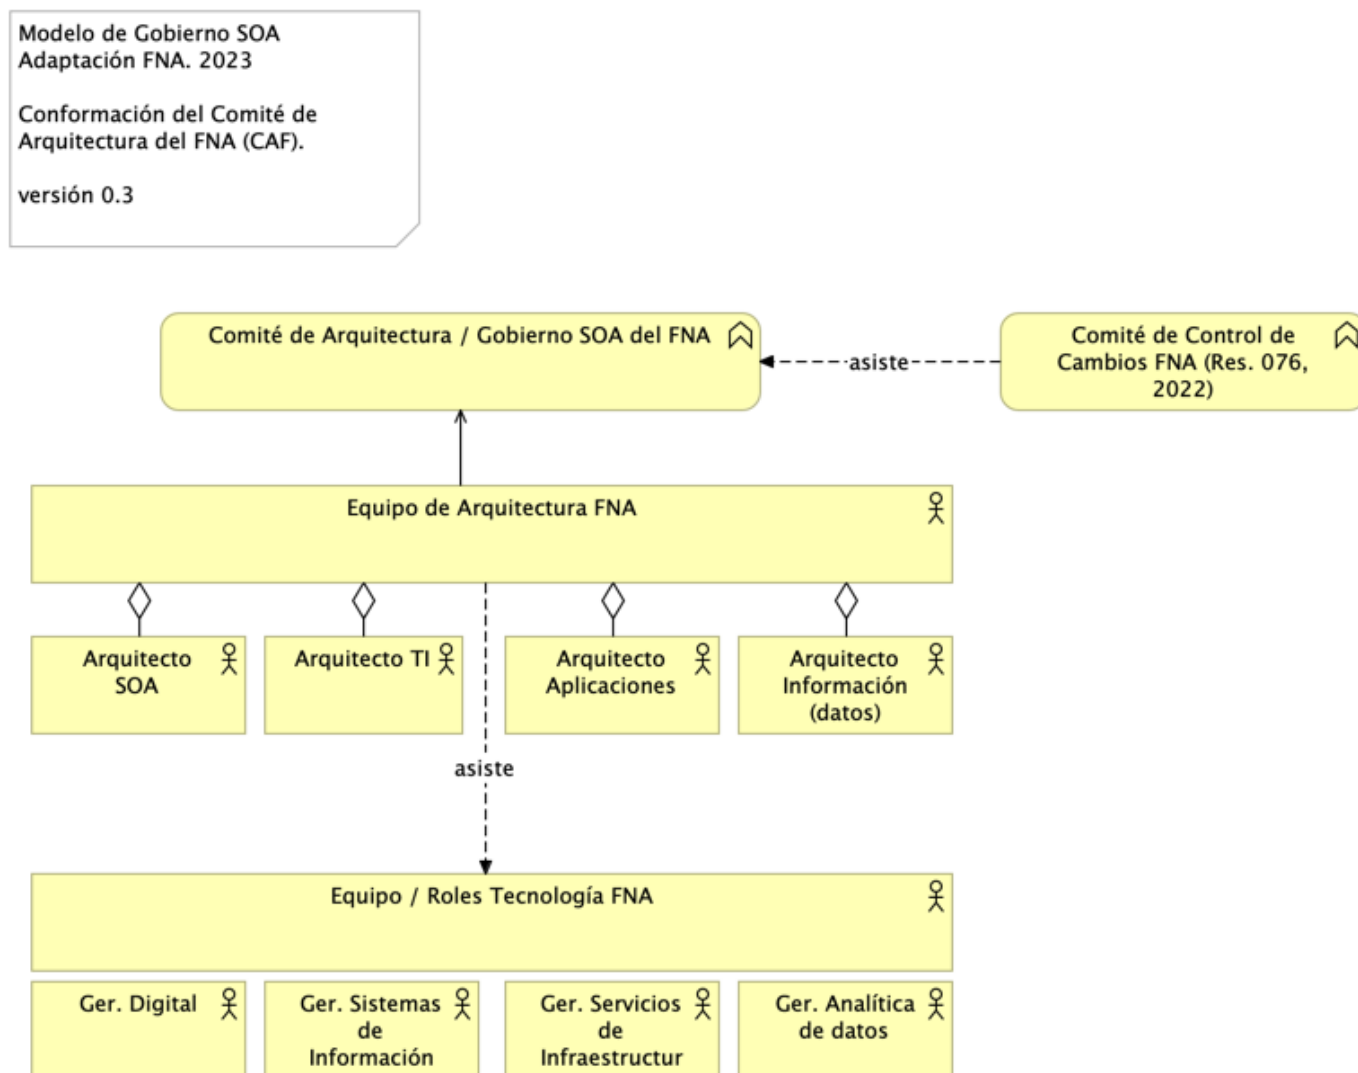 Modelo de Gobierno SOA
Adaptación FNA. 2023
Conformación del Comité de
Arquitectura del FNA (CAF).
versión 0.3
Comité de Arquitectura / Gobierno SOA del FNA
asiste
Comité de Control de
Cambios FNA (Res. 076,
2022)
Equipo de Arquitectura FNA
Arquitecto
SOA
Arquitecto TI
Arquitecto
Aplicaciones
Arquitecto
Información
(datos)
asiste
Equipo / Roles Tecnología FNA
Ger. Digital
Ger. Sistemas
de
Información
Ger. Servicios
de
Infraestructur
Ger. Analítica
de datos